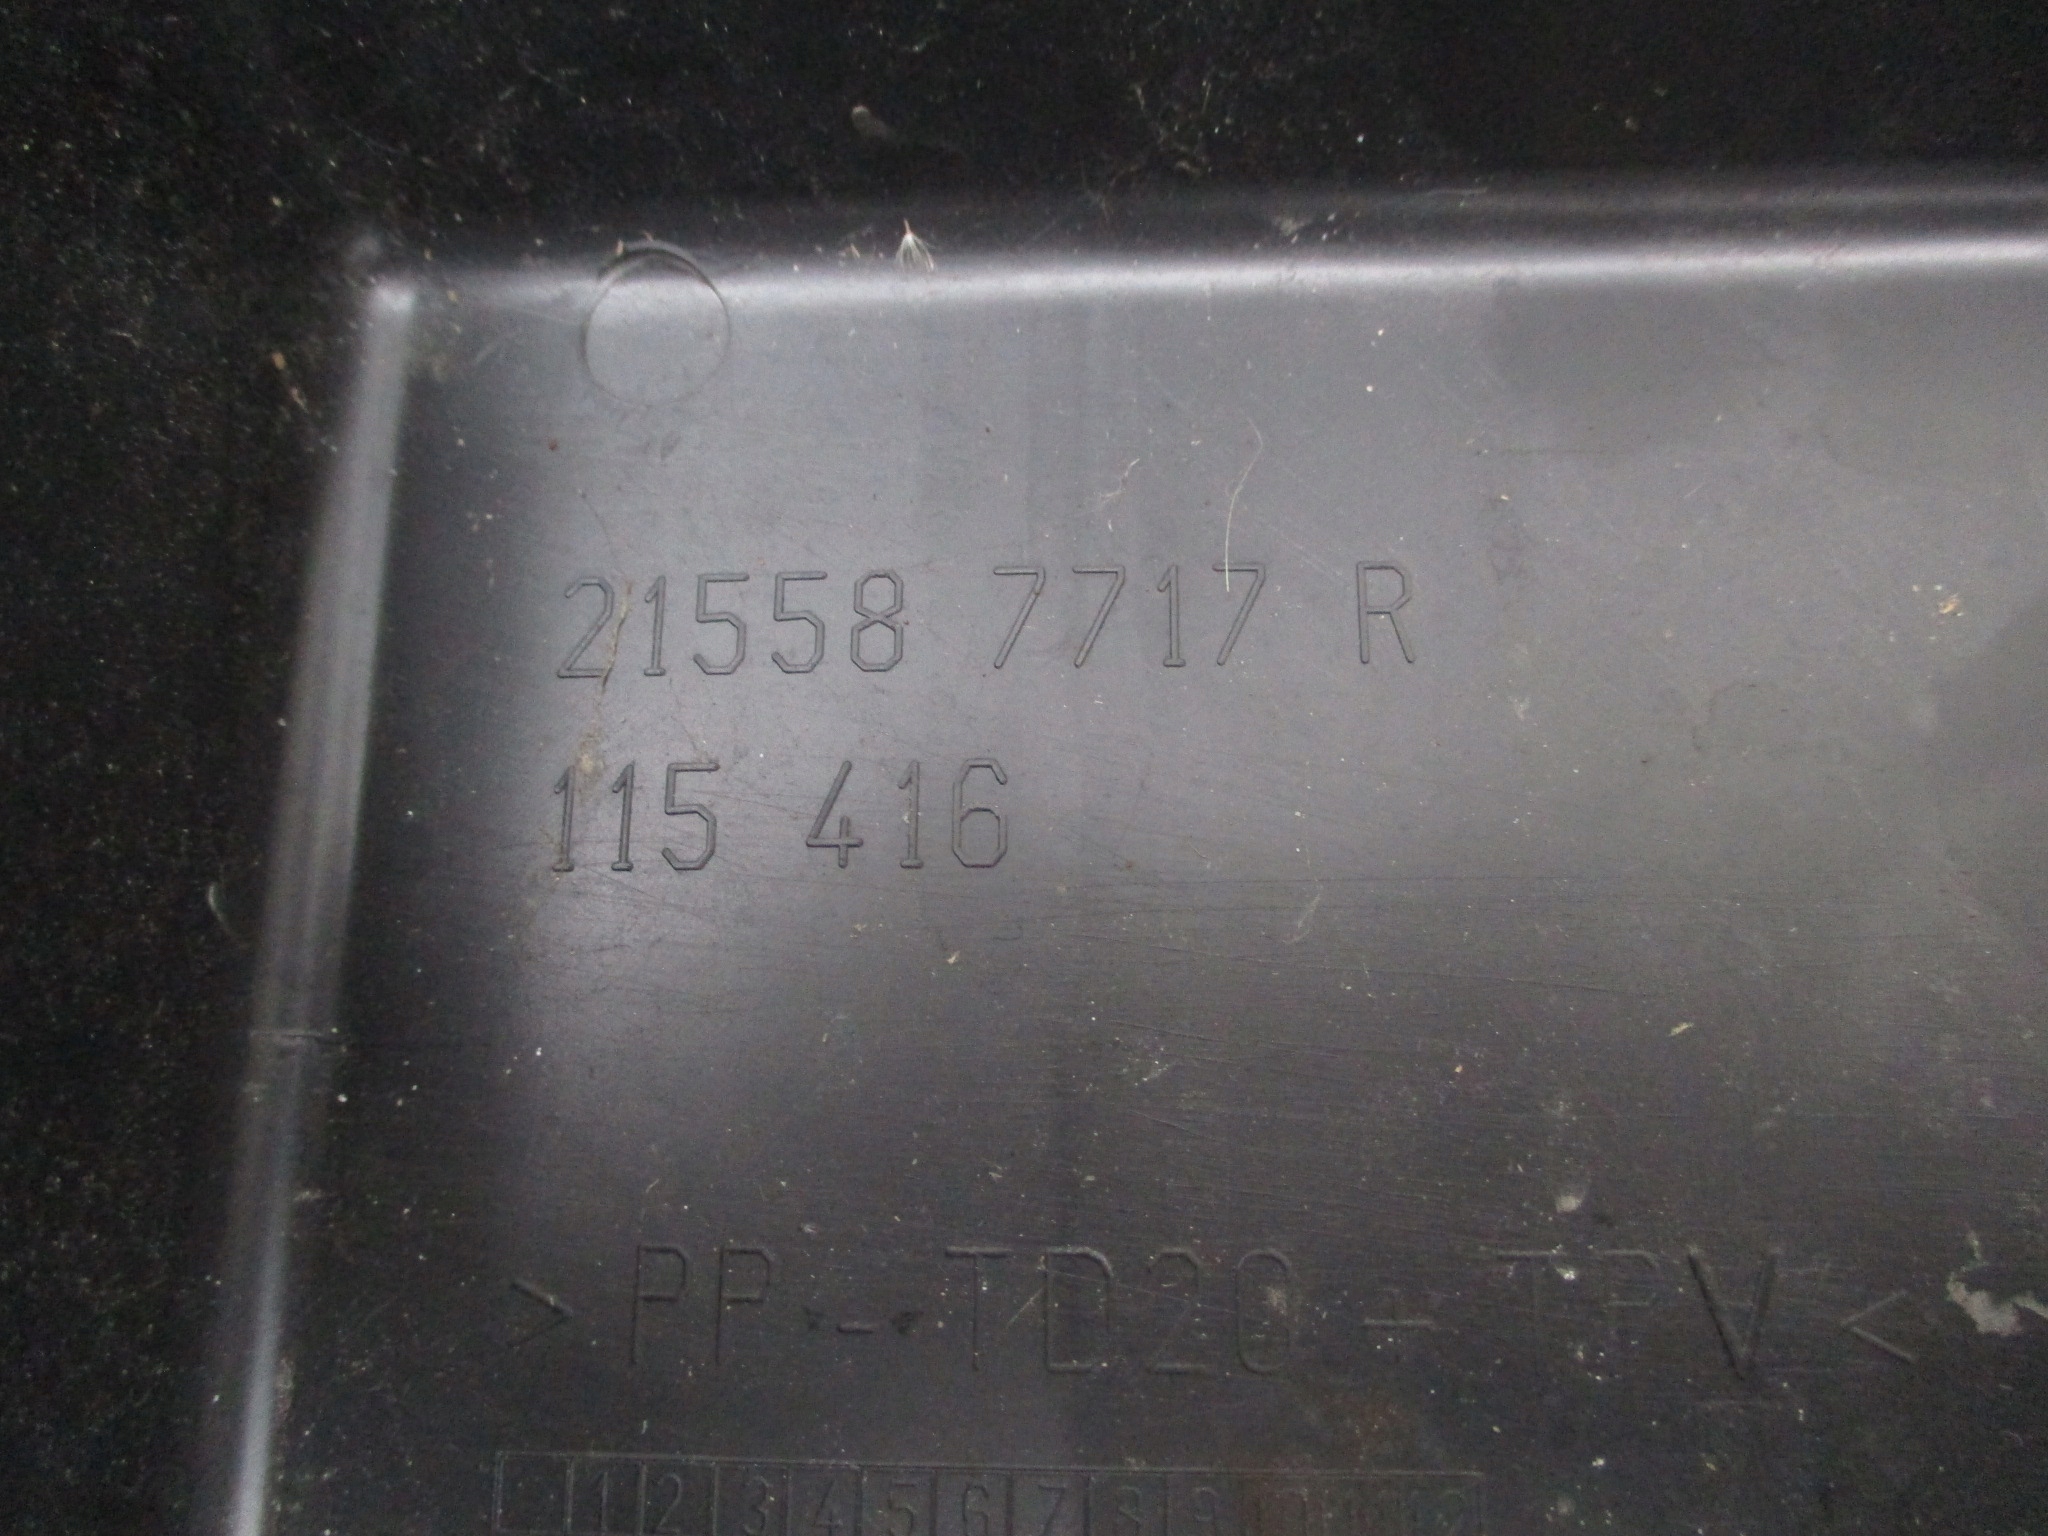 21558 7717 R
115 416
>PP-TD20+TPV<
1 2 3 4 5 6 7 8 9